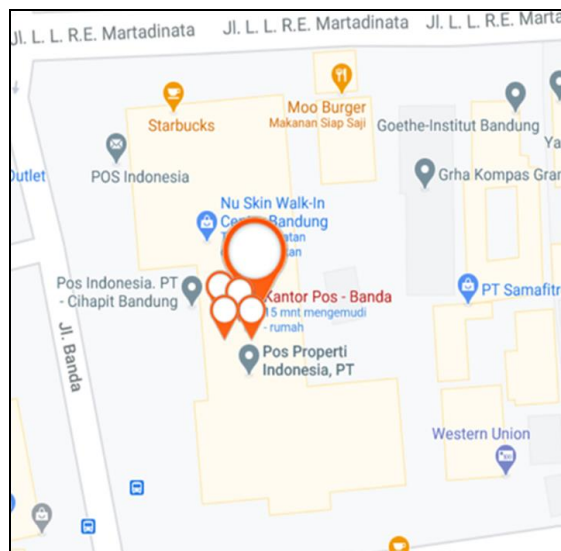 Jl. L. L. R.E. Martadinata
Jl. L. L. R.E. Martadinata
Jl. L. L. R.E. Marta
Starbucks
Moo Burger
Makanan Siap Saji
Goethe-Institut Bandung
Ya
POS Indonesia
Outlet
Grha Kompas Gra
Nu Skin Walk-In
Bandung
Pos Indonesia. PT
- Cihapit Bandung
Kantor Pos - Banda
15 mnt mengemudi
- rumah
PT Samafitr
Jl. Banda
Pos Properti
Indonesia, PT
Western Union